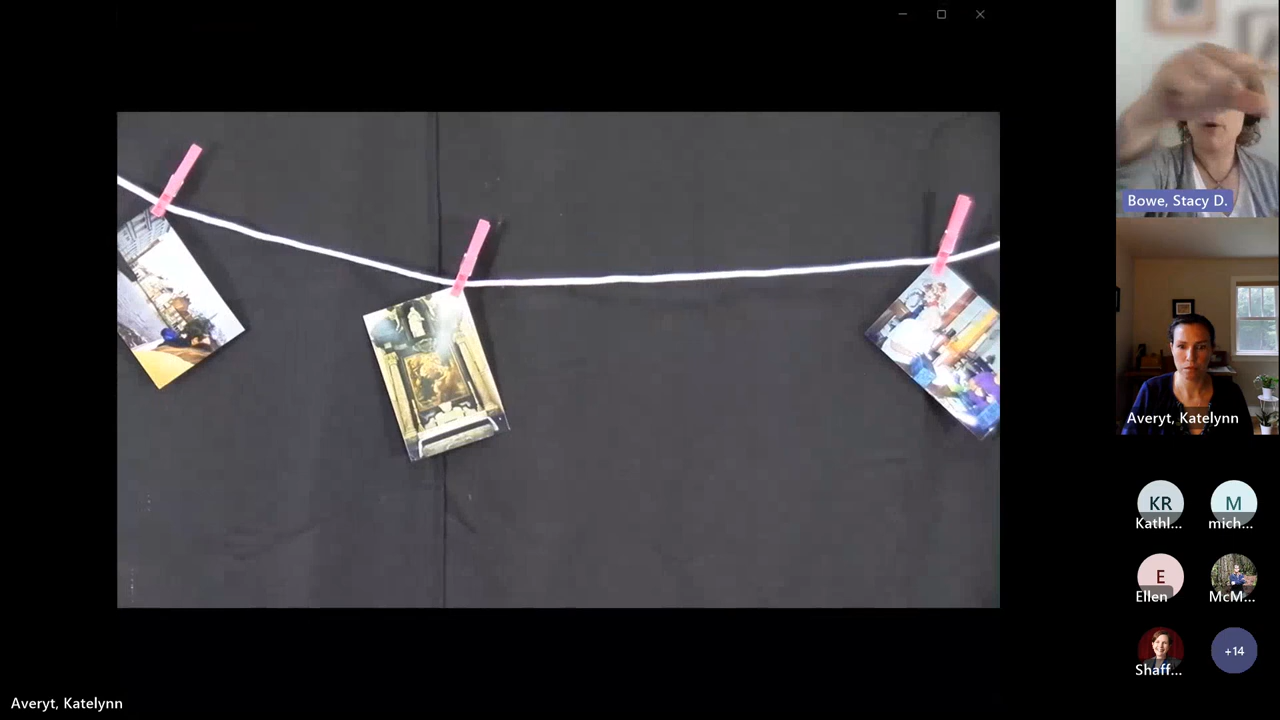 Bowe, Stacy D.
Averyt, Katelynn
KR
M
Kathl...
mich...
E
Ellen
McM...
Shaff...
+14
Averyt, Katelynn